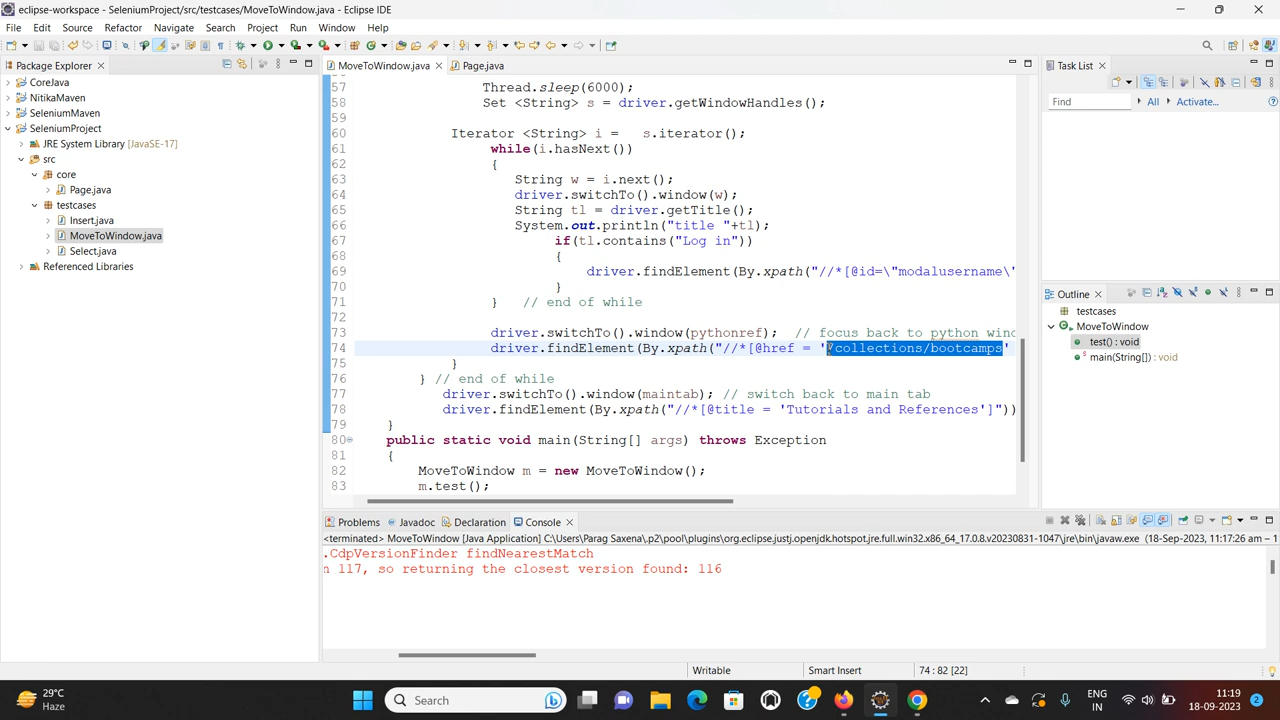 eclipse-workspace - SeleniumProject/src/testcases/MoveToWindow.java - Eclipse IDE
File Edit Source Refactor Navigate Search Project Run Window Help
Package Explorer
CoreJava
NitikaMaven
SeleniumMaven
SeleniumProject
JRE System Library [JavaSE-17]
src
core
Page.java
testcases
Insert.java
MoveToWindow.java
Select.java
Referenced Libraries
MoveToWindow.java Page.java
57 Thread.sleep(6000);
58 Set <String> s = driver.getWindowHandles();
59
60 Iterator <String> i = s.iterator();
61 while(i.hasNext())
62 {
63 String w = i.next();
64 driver.switchTo().window(w);
65 String tl = driver.getTitle();
66 System.out.println("title "+tl);
67 if(tl.contains("Log in"))
68 {
69 driver.findElement(By.xpath("//*[@id=\"modalusername\"
70 }
71 } // end of while
72
73 driver.switchTo().window(pythonref); // focus back to python wind
74 driver.findElement(By.xpath("//*[@href = '/collections/bootcamps'
75 }
76 } // end of while
77 driver.switchTo().window(maintab); // switch back to main tab
78 driver.findElement(By.xpath("//*[@title = 'Tutorials and References']"))
79 }
80 public static void main(String[] args) throws Exception
81 {
82 MoveToWindow m = new MoveToWindow();
83 m.test();
Task List
Find All Activate...
Outline
testcases
MoveToWindow
test() : void
main(String[]) : void
Problems Javadoc Declaration Console
<terminated> MoveToWindow [Java Application] C:\Users\Parag Saxena\.p2\pool\plugins\org.eclipse.justj.openjdk.hotspot.jre.full.win32.x86_64_17.0.8.v20230831-1047\jre\bin\javaw.exe (18-Sep-2023, 11:17:26 am – 1
.CdpVersionFinder findNearestMatch
n 117, so returning the closest version found: 116
Writable Smart Insert 74 : 82 [22]
29°C
Haze
Search
ENG
IN
11:19
18-09-2023
2